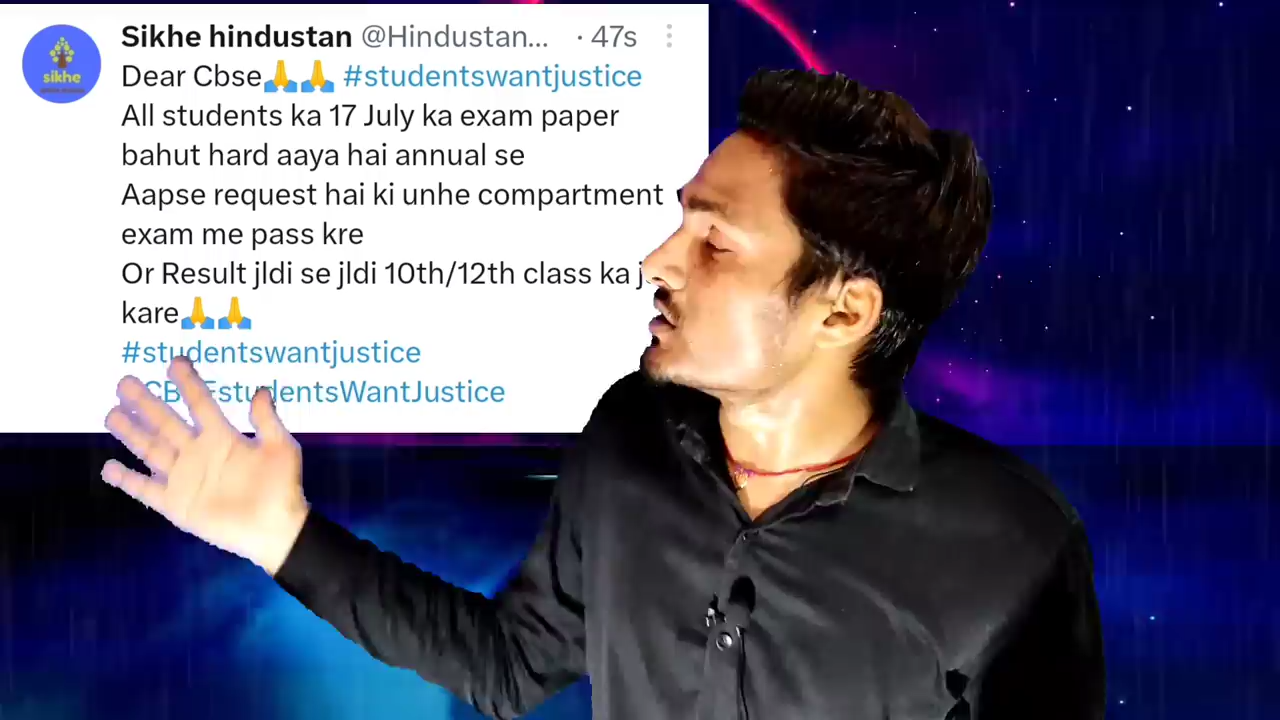 Sikhe hindustan @Hindustan... · 47s
Dear Cbse🙏🙏 #studentswantjustice
All students ka 17 July ka exam paper
bahut hard aaya hai annual se
Aapse request hai ki unhe compartment
exam me pass kre
Or Result jldi se jldi 10th/12th class ka
kare🙏🙏
#studentswantjustice
sikhe